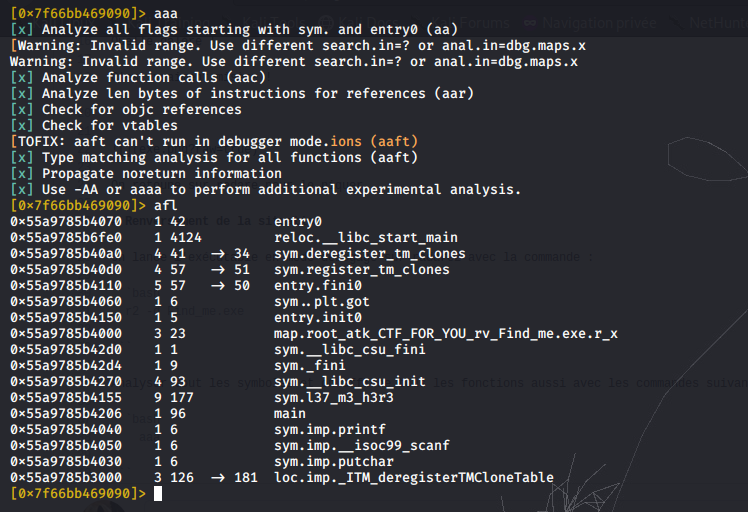 [0×7f66bb469090]> aaa
[x] Analyze all flags starting with sym. and entry0 (aa)
[Warning: Invalid range. Use different search.in=? or anal.in=dbg.maps.x
Warning: Invalid range. Use different search.in=? or anal.in=dbg.maps.x
[x] Analyze function calls (aac)
[x] Analyze len bytes of instructions for references (aar)
[x] Check for objc references
[x] Check for vtables
[TOFIX: aaft can't run in debugger mode.ions (aaft)
[x] Type matching analysis for all functions (aaft)
[x] Propagate noreturn information
[x] Use -AA or aaaa to perform additional experimental analysis.
[0×7f66bb469090]> afl
0×55a9785b4070 1 42 entry0
0×55a9785b6fe0 1 4124 reloc.__libc_start_main
0×55a9785b40a0 4 41 → 34 sym.deregister_tm_clones
0×55a9785b40d0 4 57 → 51 sym.register_tm_clones
0×55a9785b4110 5 57 → 50 entry.fini0
0×55a9785b4060 1 6 sym..plt.got
0×55a9785b4150 1 5 entry.init0
0×55a9785b4000 3 23 map.root_atk_CTF_FOR_YOU_rv_Find_me.exe.r_x
0×55a9785b42d0 1 1 sym.__libc_csu_fini
0×55a9785b42d4 1 9 sym._fini
0×55a9785b4270 4 93 sym.__libc_csu_init
0×55a9785b4155 9 177 sym.l37_m3_h3r3
0×55a9785b4206 1 96 main
0×55a9785b4040 1 6 sym.imp.printf
0×55a9785b4050 1 6 sym.imp.__isoc99_scanf
0×55a9785b4030 1 6 sym.imp.putchar
0×55a9785b3000 3 126 → 181 loc.imp._ITM_deregisterTMCloneTable
[0×7f66bb469090]>